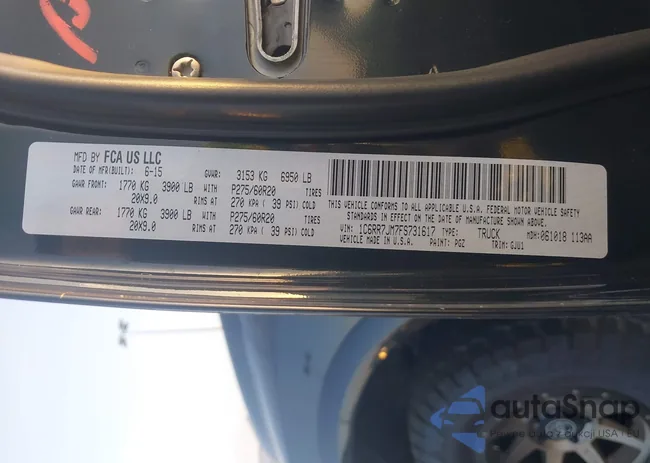 MFD BY FCA US LLC
DATE OF MFR(BUILT): 6-15 GVWR: 3153 KG 6950 LB
GAWR FRONT: 1770 KG 3900 LB WITH P275/60R20 TIRES
20X9.0 RIMS AT 270 KPA ( 39 PSI) COLD
GAWR REAR: 1770 KG 3900 LB WITH P275/60R20 TIRES
20X9.0 RIMS AT 270 KPA ( 39 PSI) COLD
THIS VEHICLE CONFORMS TO ALL APPLICABLE U.S.A. FEDERAL MOTOR VEHICLE SAFETY
STANDARDS IN EFFECT ON THE DATE OF MANUFACTURE SHOWN ABOVE.
VIN: 1C6RR7JM7FS731617 TYPE: TRUCK MDH: 061018 113AA
MADE IN U.S.A. PAINT: PGZ TRIM: GJU1
autoSnap
aukcji USA i EU